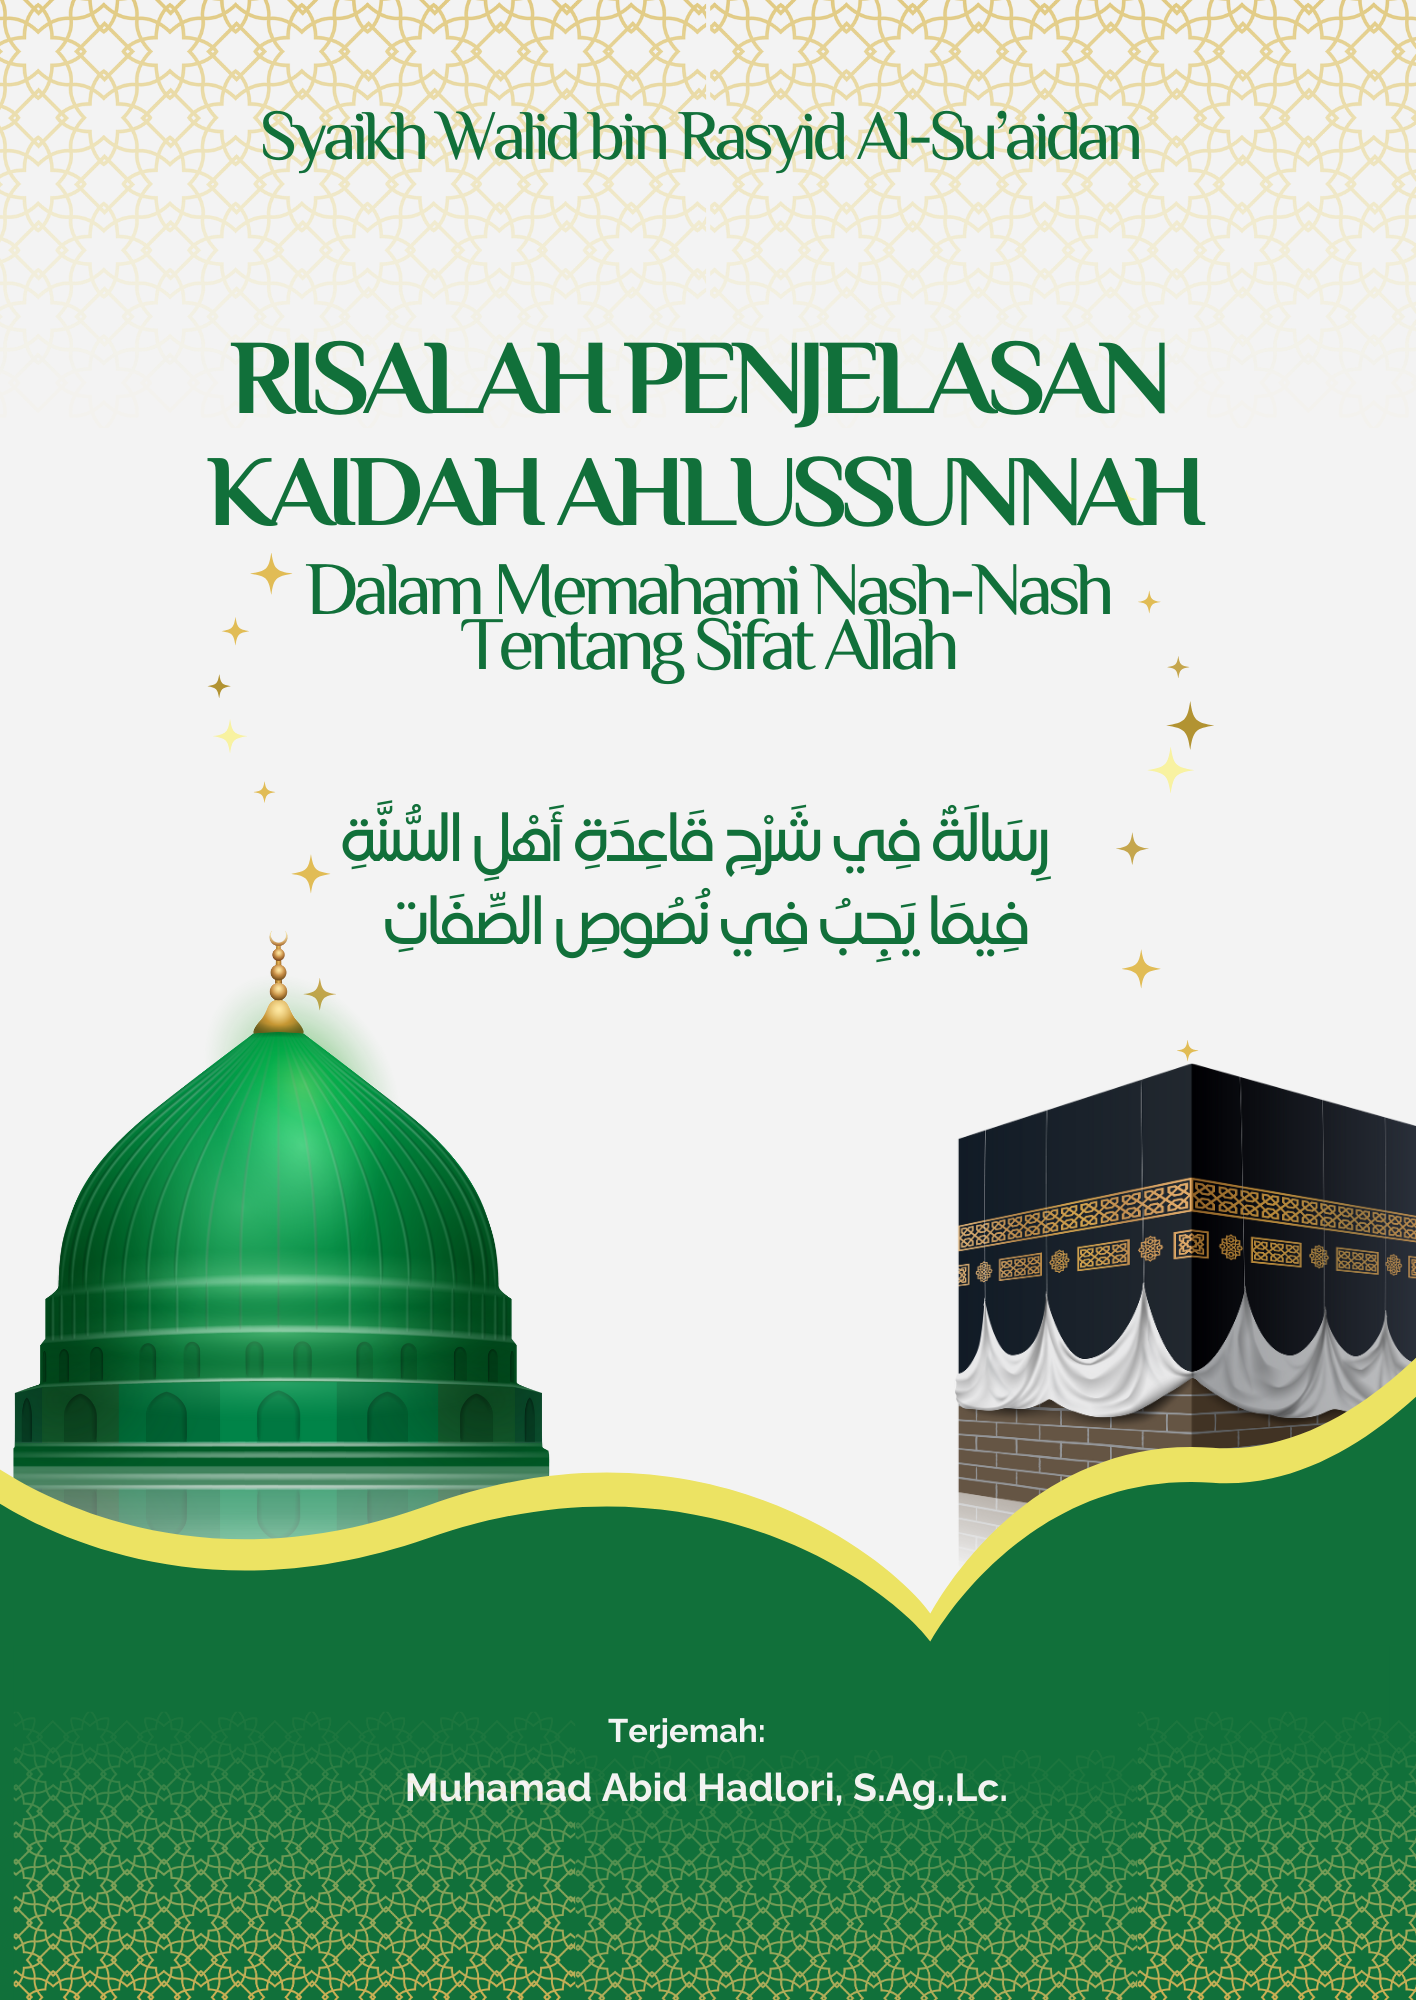 Syaikh Walid bin Rasyid Al-Su'aidan
RISALAH PENJELASAN
KAIDAH AHLUSSUNNAH
Dalam Memahami Nash-Nash
Tentang Sifat Allah
رِسَالَةٌ فِي شَرْحِ قَاعِدَةِ أَهْلِ السُّنَّةِ
فِيمَا يَجِبُ فِي نُصُوصِ الصِّفَاتِ
Terjemah:
Muhamad Abid Hadlori, S.Ag.,Lc.